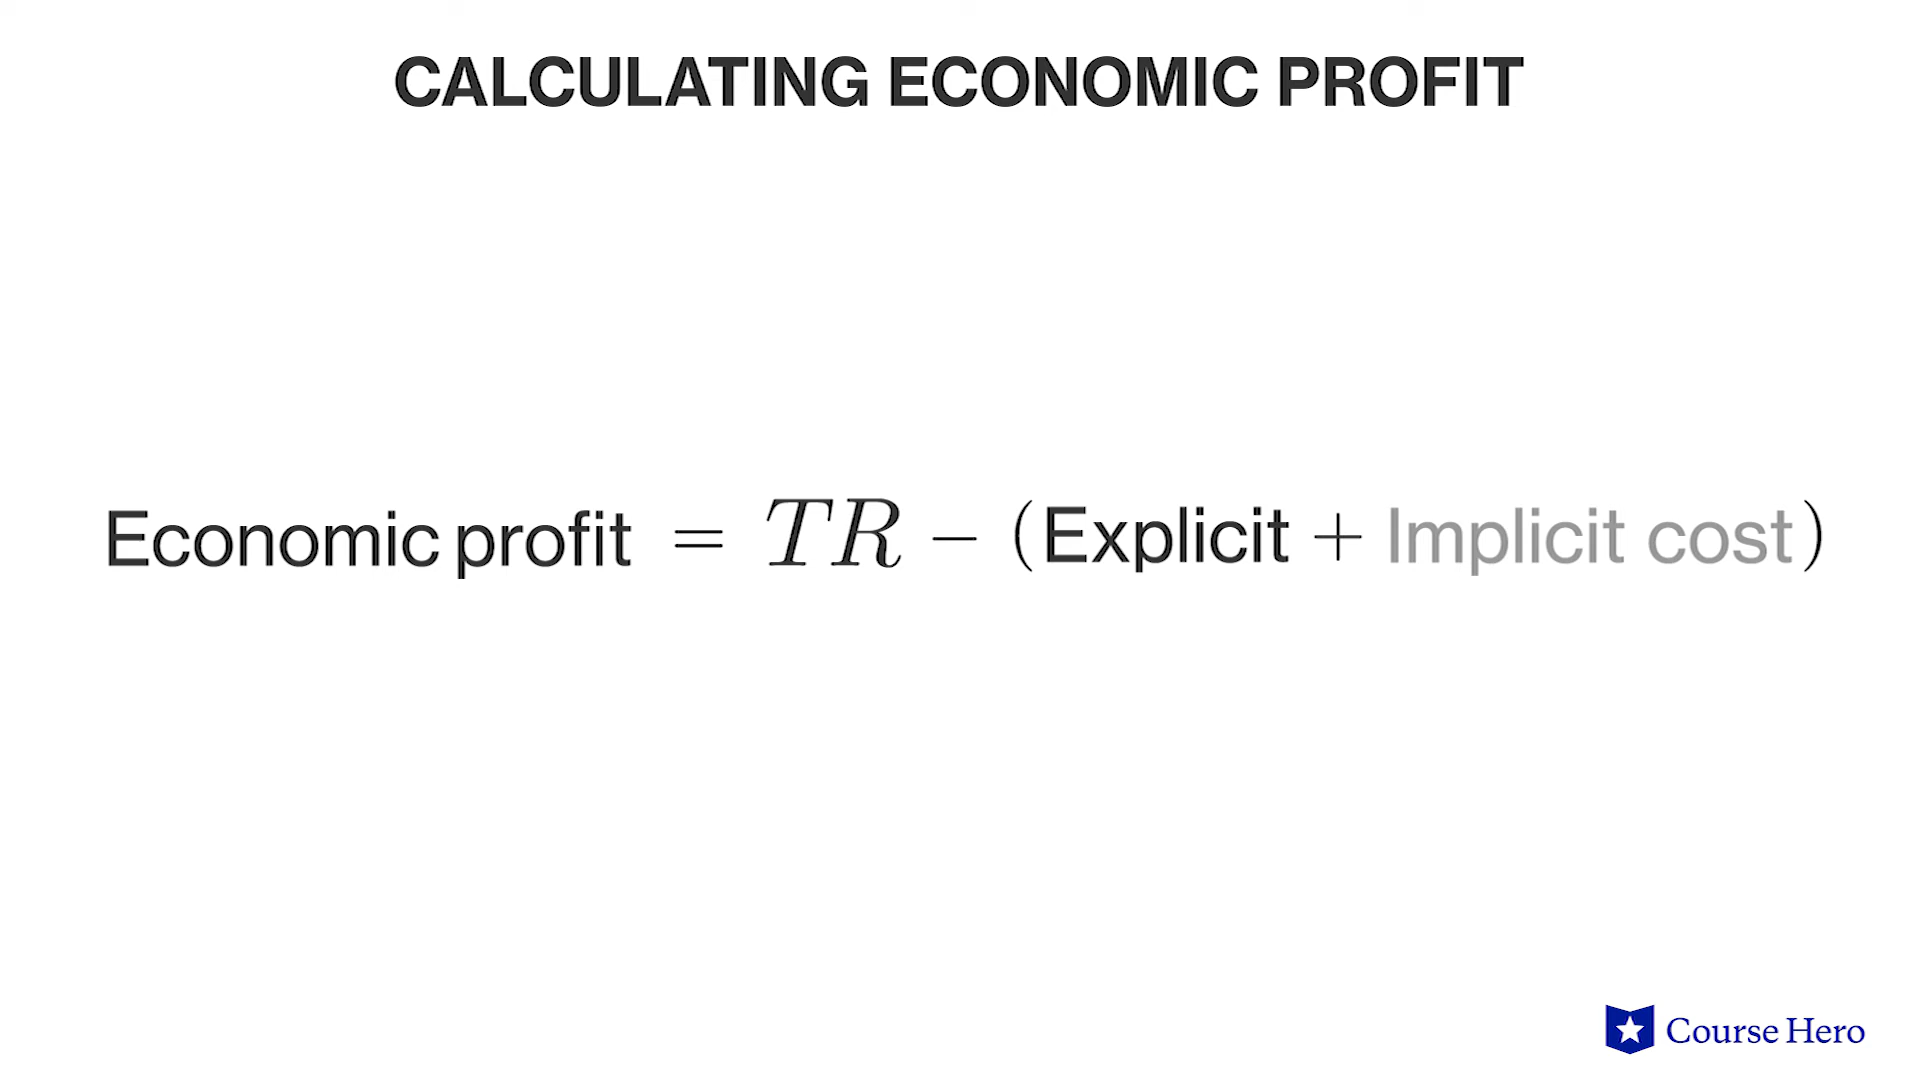 CALCULATING ECONOMIC PROFIT
Economic profit = TR − (Explicit + Implicit cost)
Course Hero